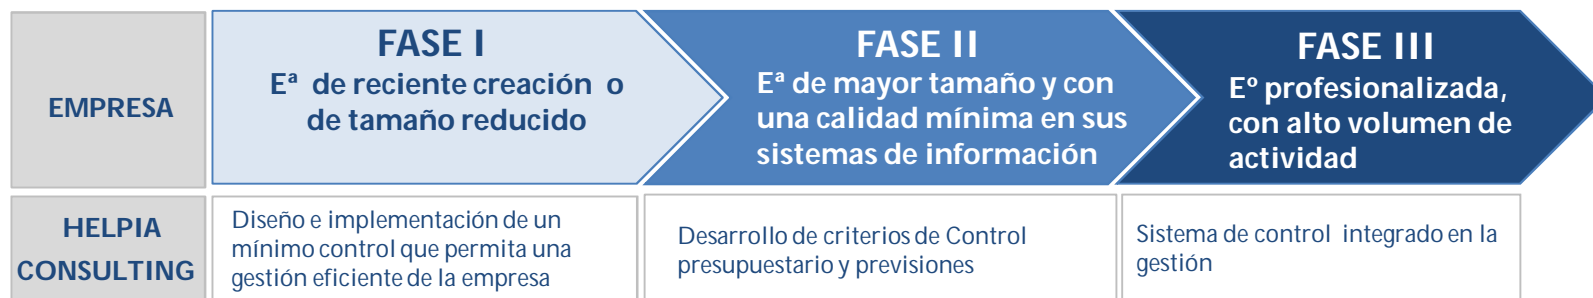 EMPRESA
FASE I
Eª de reciente creación o
de tamaño reducido
FASE II
Eª de mayor tamaño y con
una calidad mínima en sus
sistemas de información
FASE III
Eº profesionalizada,
con alto volumen de
actividad
HELPIA
CONSULTING
Diseño e implementación de un
mínimo control que permita una
gestión eficiente de la empresa
Desarrollo de criterios de Control
presupuestario y previsiones
Sistema de control integrado en la
gestión